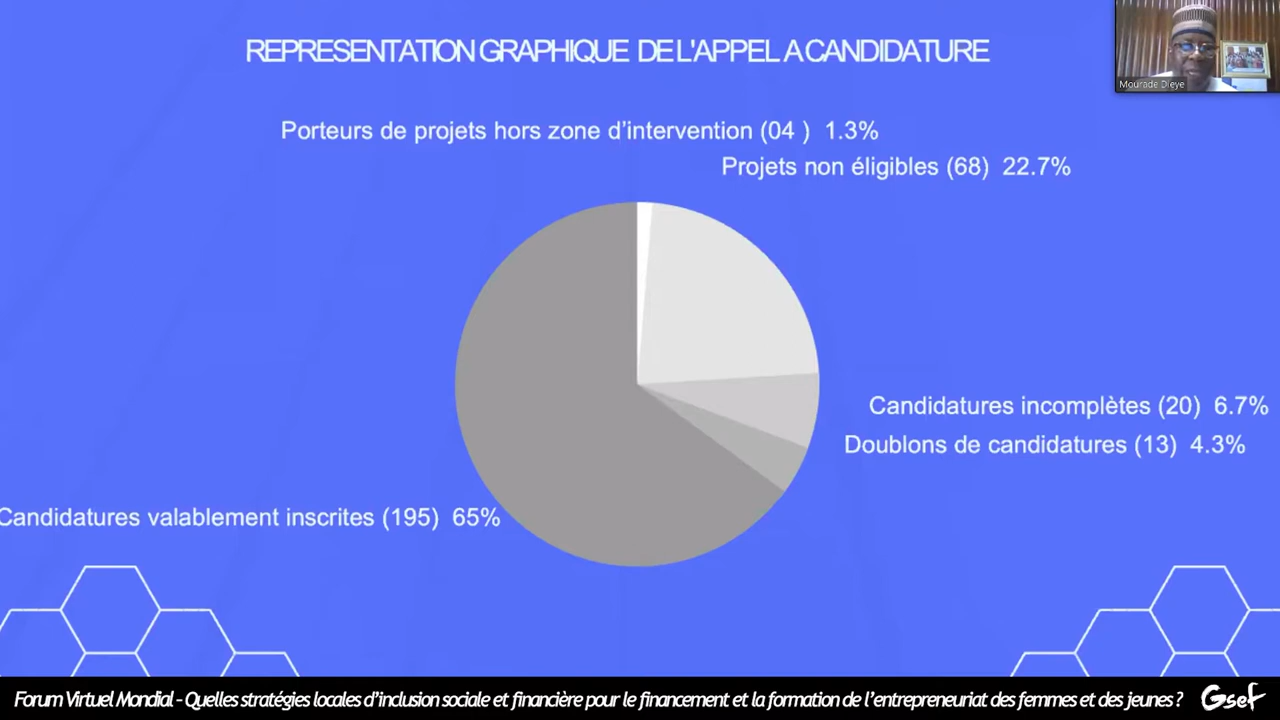 REPRESENTATION GRAPHIQUE DE L'APPEL A CANDIDATURE
Mourade Dieye
Porteurs de projets hors zone d'intervention (04 ) 1.3%
Projets non éligibles (68) 22.7%
Candidatures incomplètes (20) 6.7%
Doublons de candidatures (13) 4.3%
Candidatures valablement inscrites (195) 65%
Forum Virtuel Mondial - Quelles stratégies locales d'inclusion sociale et financière pour le financement et la formation de l'entrepreneuriat des femmes et des jeunes ?
Gsef